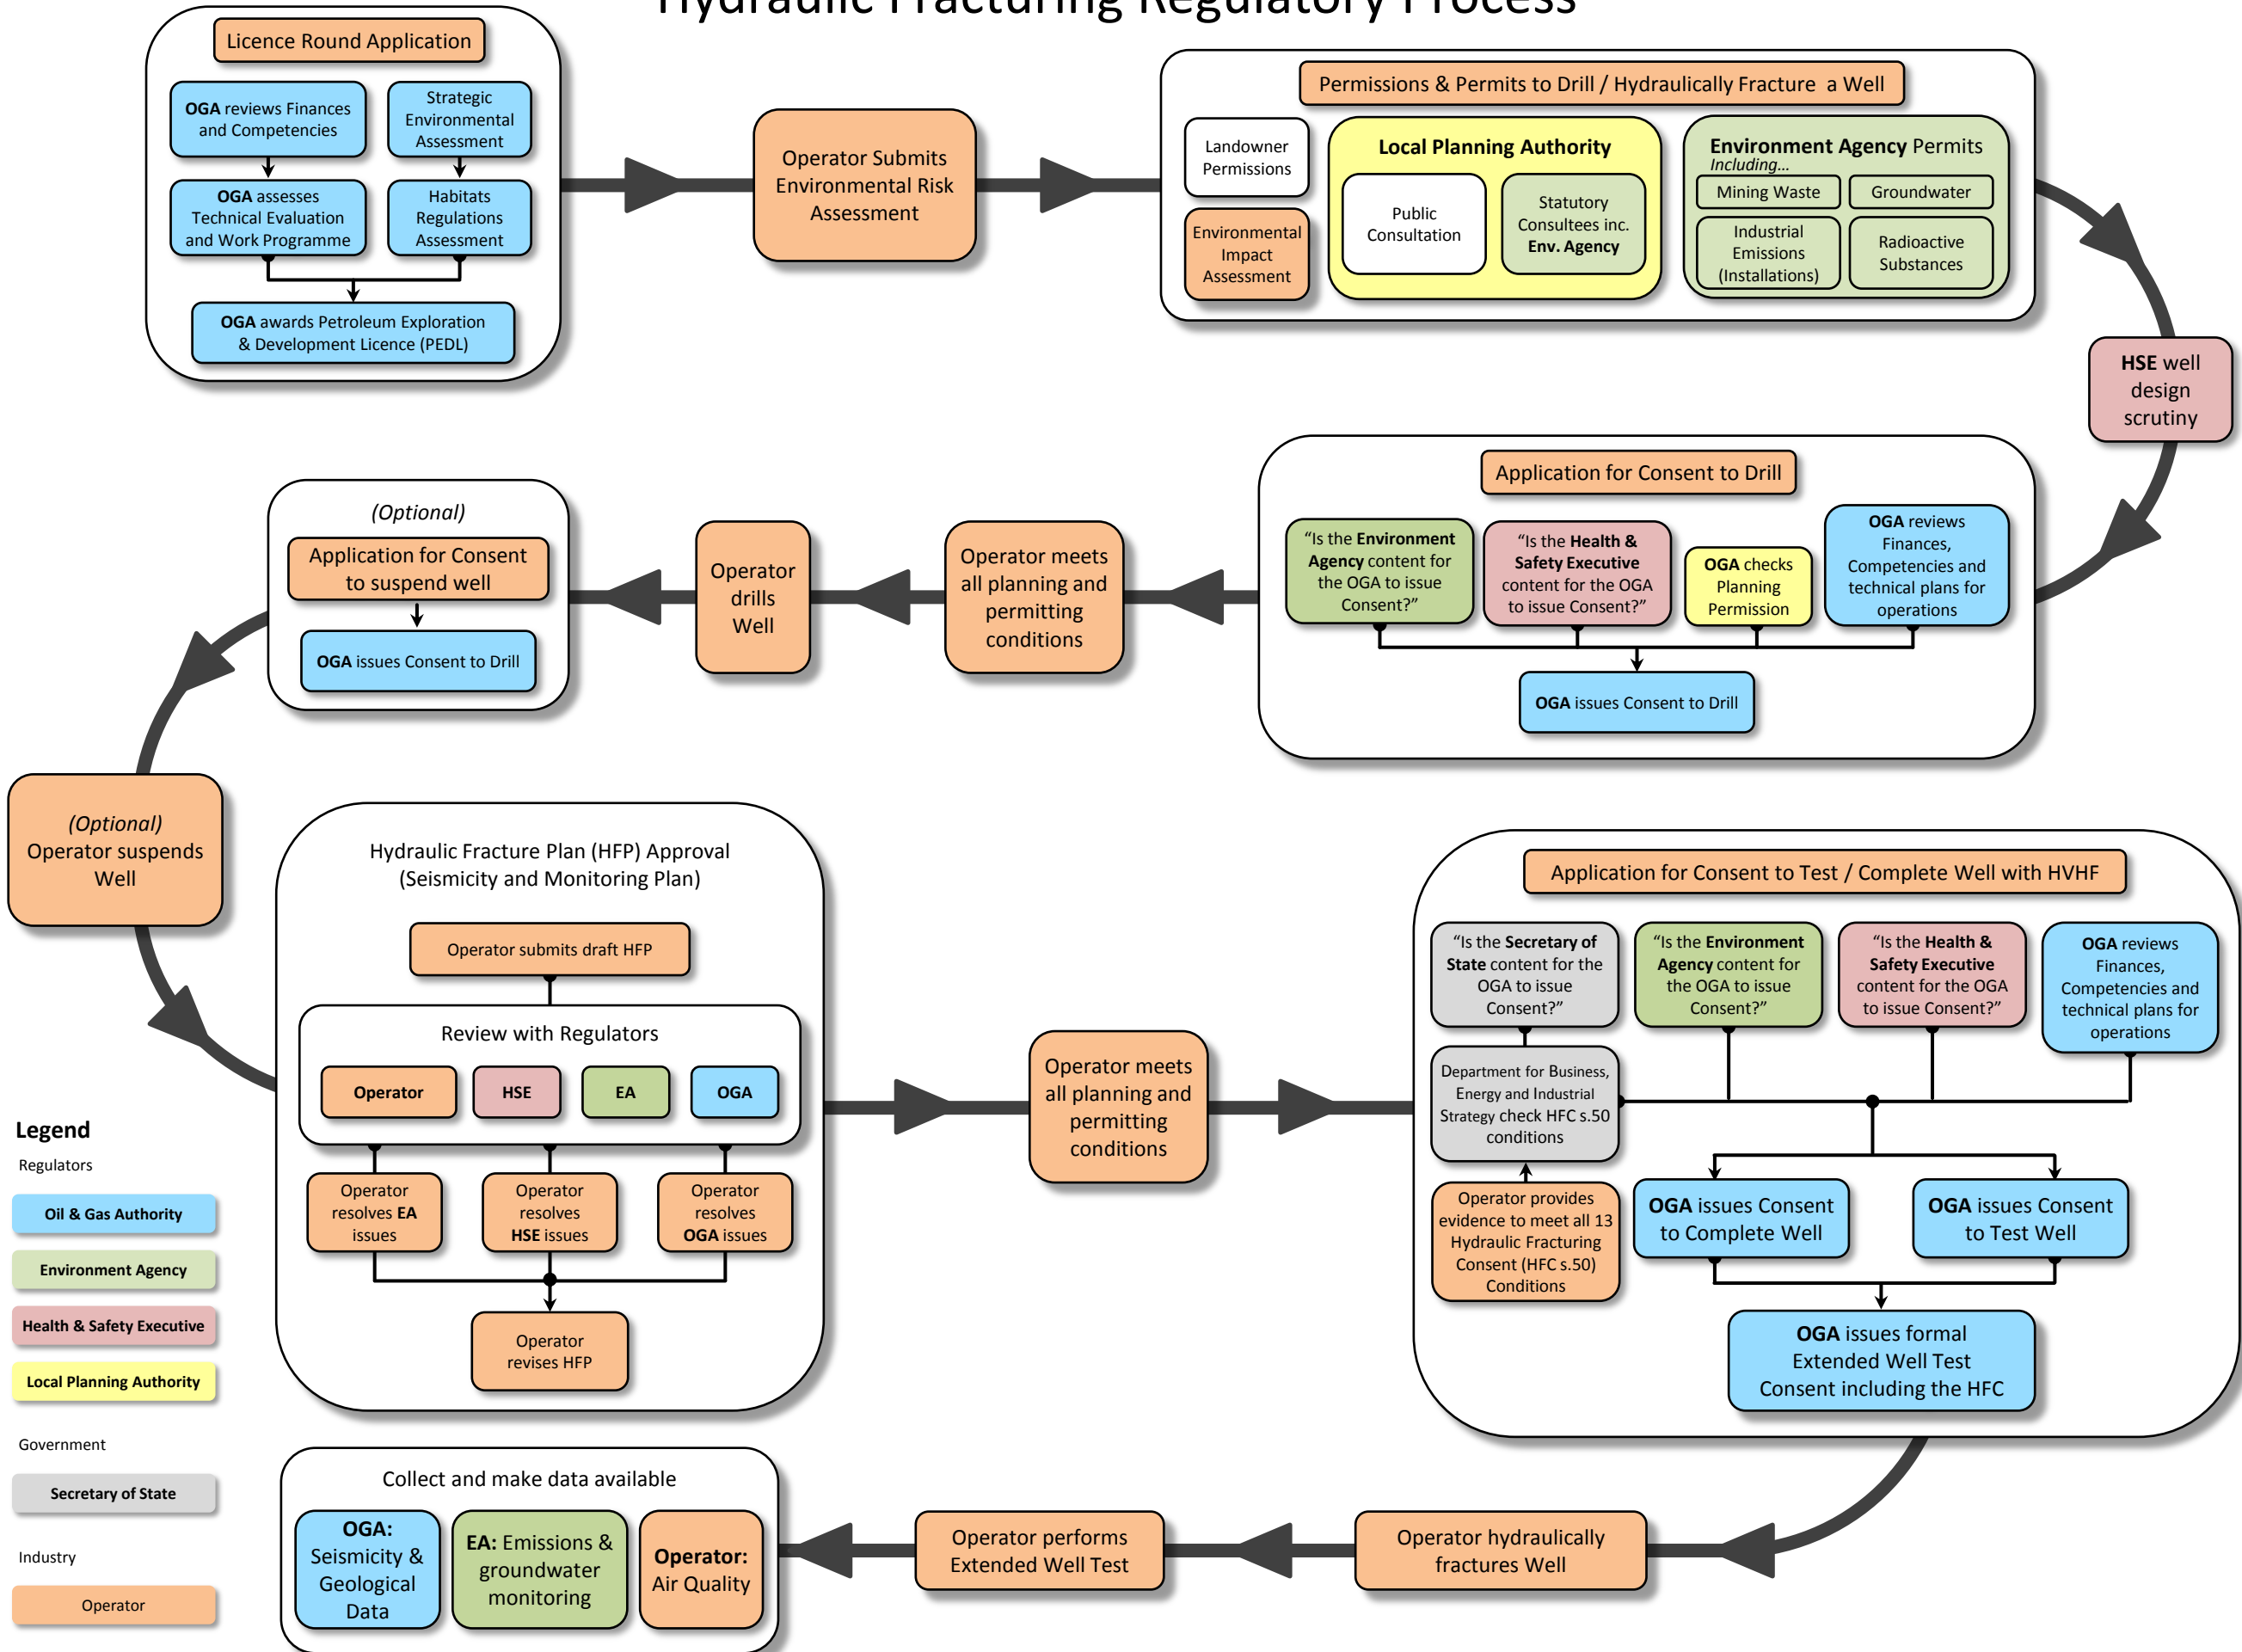 Hydraulic Fracturing Regulatory Process
Licence Round Application
OGA reviews Finances
and Competencies
Strategic
Environmental
Assessment
OGA assesses
Technical Evaluation
and Work Programme
Habitats
Regulations
Assessment
OGA awards Petroleum Exploration
& Development Licence (PEDL)
Operator Submits
Environmental Risk
Assessment
Permissions & Permits to Drill / Hydraulically Fracture a Well
Landowner
Permissions
Environmental
Impact
Assessment
Local Planning Authority
Public
Consultation
Statutory
Consultees inc.
Env. Agency
Environment Agency Permits
Including...
Mining Waste
Groundwater
Industrial
Emissions
(Installations)
Radioactive
Substances
HSE well
design
scrutiny
Application for Consent to Drill
“Is the Environment
Agency content for
the OGA to issue
Consent?”
“Is the Health &
Safety Executive
content for the OGA
to issue Consent?”
OGA checks
Planning
Permission
OGA reviews
Finances,
Competencies and
technical plans for
operations
OGA issues Consent to Drill
Operator meets
all planning and
permitting
conditions
Operator
drills
Well
(Optional)
Application for Consent
to suspend well
OGA issues Consent to Drill
(Optional)
Operator suspends
Well
Hydraulic Fracture Plan (HFP) Approval
(Seismicity and Monitoring Plan)
Operator submits draft HFP
Review with Regulators
Operator
HSE
EA
OGA
Operator
resolves EA
issues
Operator
resolves
HSE issues
Operator
resolves
OGA issues
Operator
revises HFP
Operator meets
all planning and
permitting
conditions
Application for Consent to Test / Complete Well with HVHF
“Is the Secretary of
State content for the
OGA to issue
Consent?”
“Is the Environment
Agency content for
the OGA to issue
Consent?”
“Is the Health &
Safety Executive
content for the OGA
to issue Consent?”
OGA reviews
Finances,
Competencies and
technical plans for
operations
Department for Business,
Energy and Industrial
Strategy check HFC s.50
conditions
Operator provides
evidence to meet all 13
Hydraulic Fracturing
Consent (HFC s.50)
Conditions
OGA issues Consent
to Complete Well
OGA issues Consent
to Test Well
OGA issues formal
Extended Well Test
Consent including the HFC
Operator hydraulically
fractures Well
Operator performs
Extended Well Test
Collect and make data available
OGA:
Seismicity &
Geological
Data
EA: Emissions &
groundwater
monitoring
Operator:
Air Quality
Legend
Regulators
Oil & Gas Authority
Environment Agency
Health & Safety Executive
Local Planning Authority
Government
Secretary of State
Industry
Operator